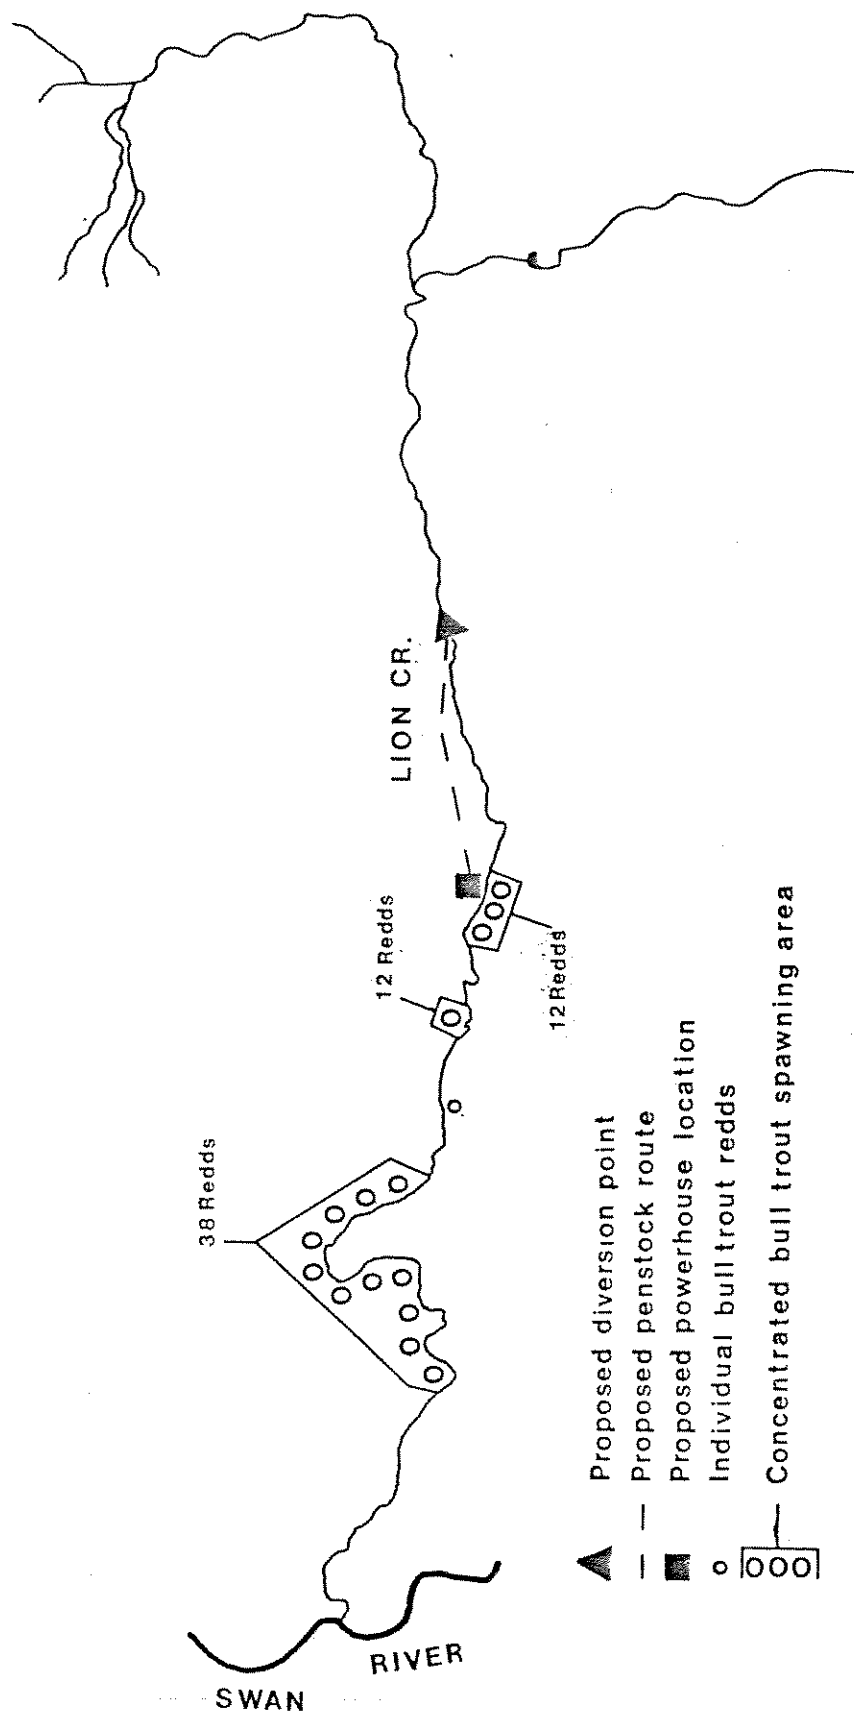 LION CR.
12 Redds
12 Redds
38 Redds
SWAN
RIVER
Proposed diversion point
Proposed penstock route
Proposed powerhouse location
Individual bull trout redds
Concentrated bull trout spawning area